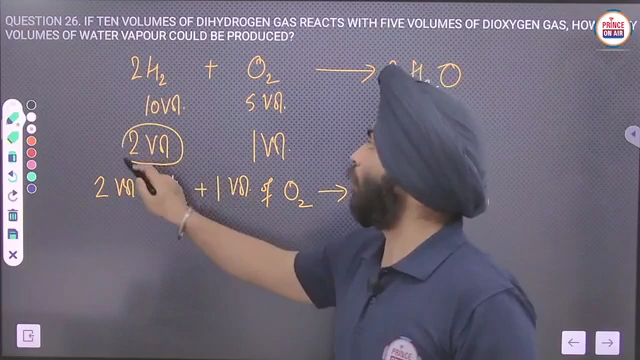 QUESTION 26. IF TEN VOLUMES OF DIHYDROGEN GAS REACTS WITH FIVE VOLUMES OF DIOXYGEN GAS,
VOLUMES OF WATER VAPOUR COULD BE PRODUCED?
PRINCE
ON AIR
2H₂ + O₂ ⟶ O
10 Vol. 5 Vol.
2 Vol 1 Vol
2 Vol + 1 Vol. of O₂ ⟶
PRINCE